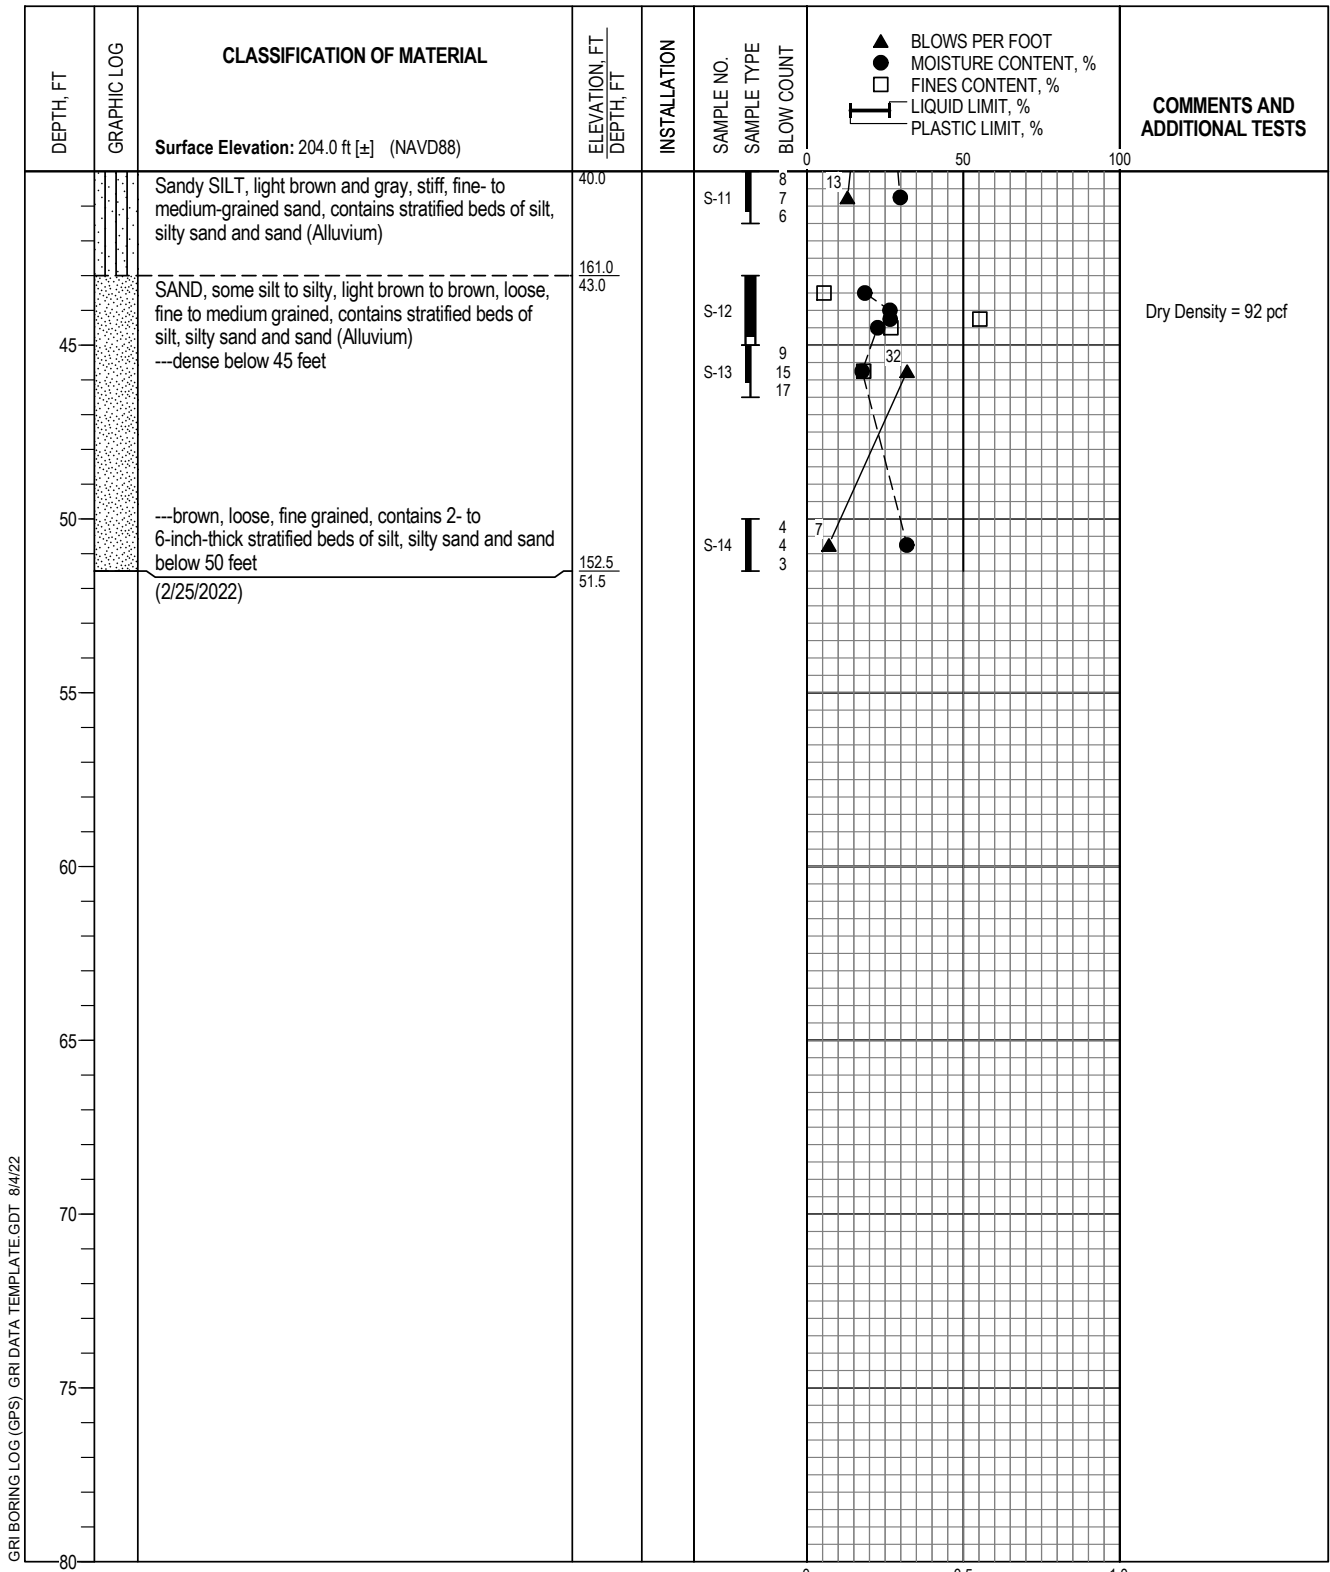 DEPTH, FT
GRAPHIC LOG
CLASSIFICATION OF MATERIAL
Surface Elevation: 204.0 ft [±] (NAVD88)
ELEVATION, FT
DEPTH, FT
INSTALLATION
SAMPLE NO.
SAMPLE TYPE
BLOW COUNT
BLOWS PER FOOT
MOISTURE CONTENT, %
FINES CONTENT, %
LIQUID LIMIT, %
PLASTIC LIMIT, %
0 50 100
COMMENTS AND
ADDITIONAL TESTS
Sandy SILT, light brown and gray, stiff, fine- to
medium-grained sand, contains stratified beds of silt,
silty sand and sand (Alluvium)
40.0
S-11
8
7
6
13
161.0
43.0
SAND, some silt to silty, light brown to brown, loose,
fine to medium grained, contains stratified beds of
silt, silty sand and sand (Alluvium)
---dense below 45 feet
S-12
Dry Density = 92 pcf
45
S-13
9
15
17
32
50
---brown, loose, fine grained, contains 2- to
6-inch-thick stratified beds of silt, silty sand and sand
below 50 feet
S-14
4
4
3
7
152.5
51.5
(2/25/2022)
55
60
65
70
75
80
GRI BORING LOG (GPS) GRI DATA TEMPLATE.GDT 8/4/22